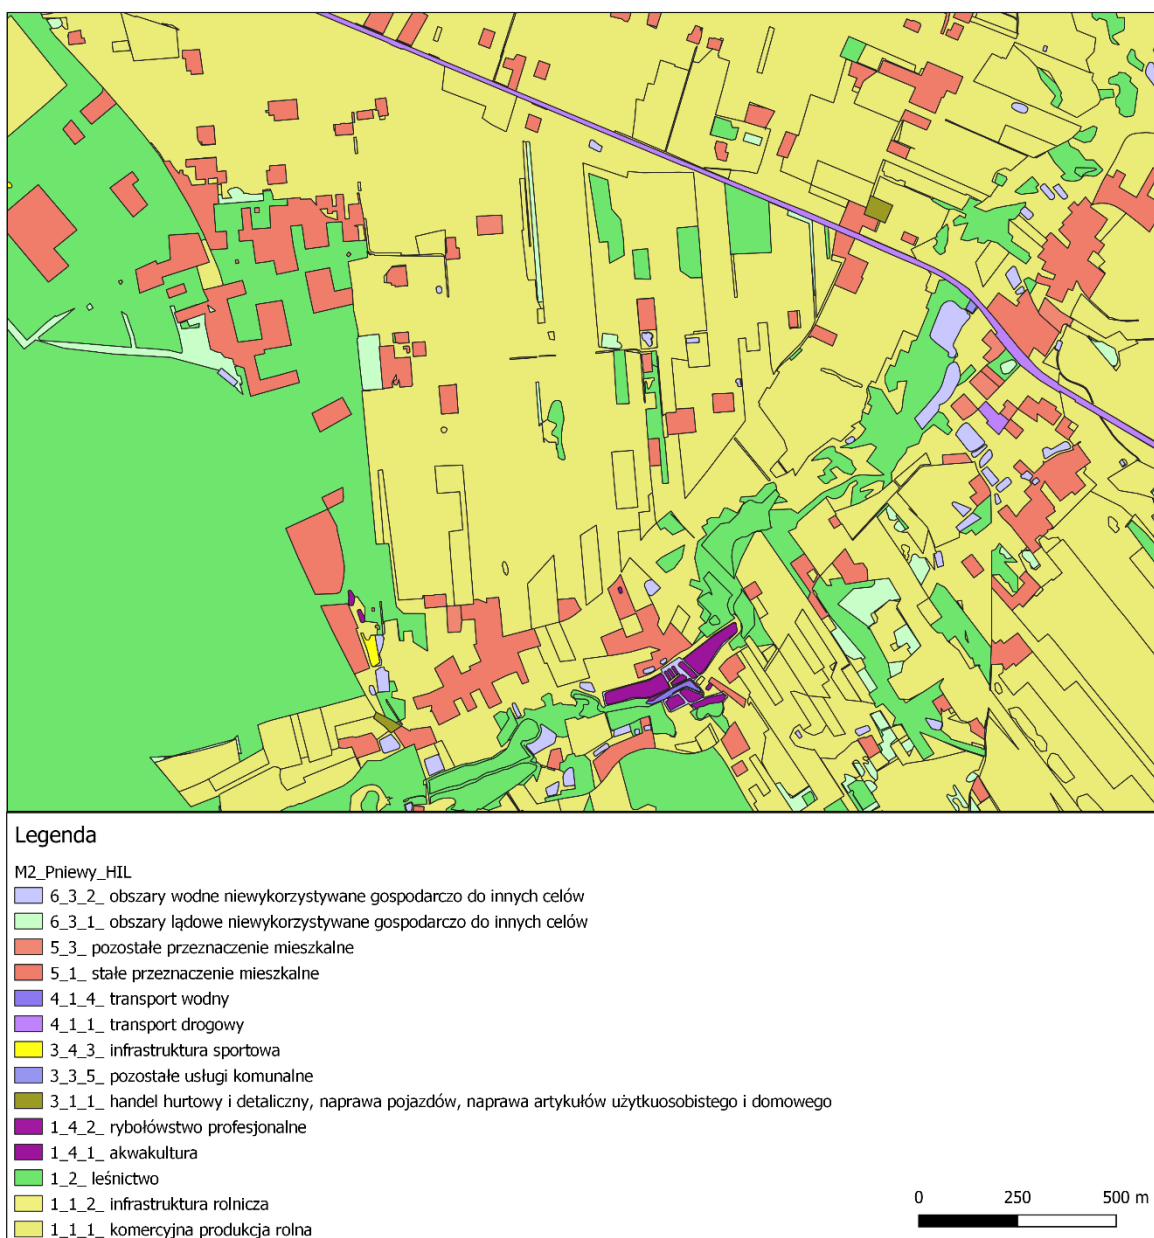 Legenda
M2_Pniewy_HIL
6_3_2_ obszary wodne niewykorzystywane gospodarczo do innych celów
6_3_1_ obszary lądowe niewykorzystywane gospodarczo do innych celów
5_3_ pozostałe przeznaczenie mieszkalne
5_1_ stałe przeznaczenie mieszkalne
4_1_4_ transport wodny
4_1_1_ transport drogowy
3_4_3_ infrastruktura sportowa
3_3_5_ pozostałe usługi komunalne
3_1_1_ handel hurtowy i detaliczny, naprawa pojazdów, naprawa artykułów użytkuosobistego i domowego
1_4_2_ rybołówstwo profesjonalne
1_4_1_ akwakultura
1_2_ leśnictwo
1_1_2_ infrastruktura rolnicza
1_1_1_ komercyjna produkcja rolna
0 250 500 m